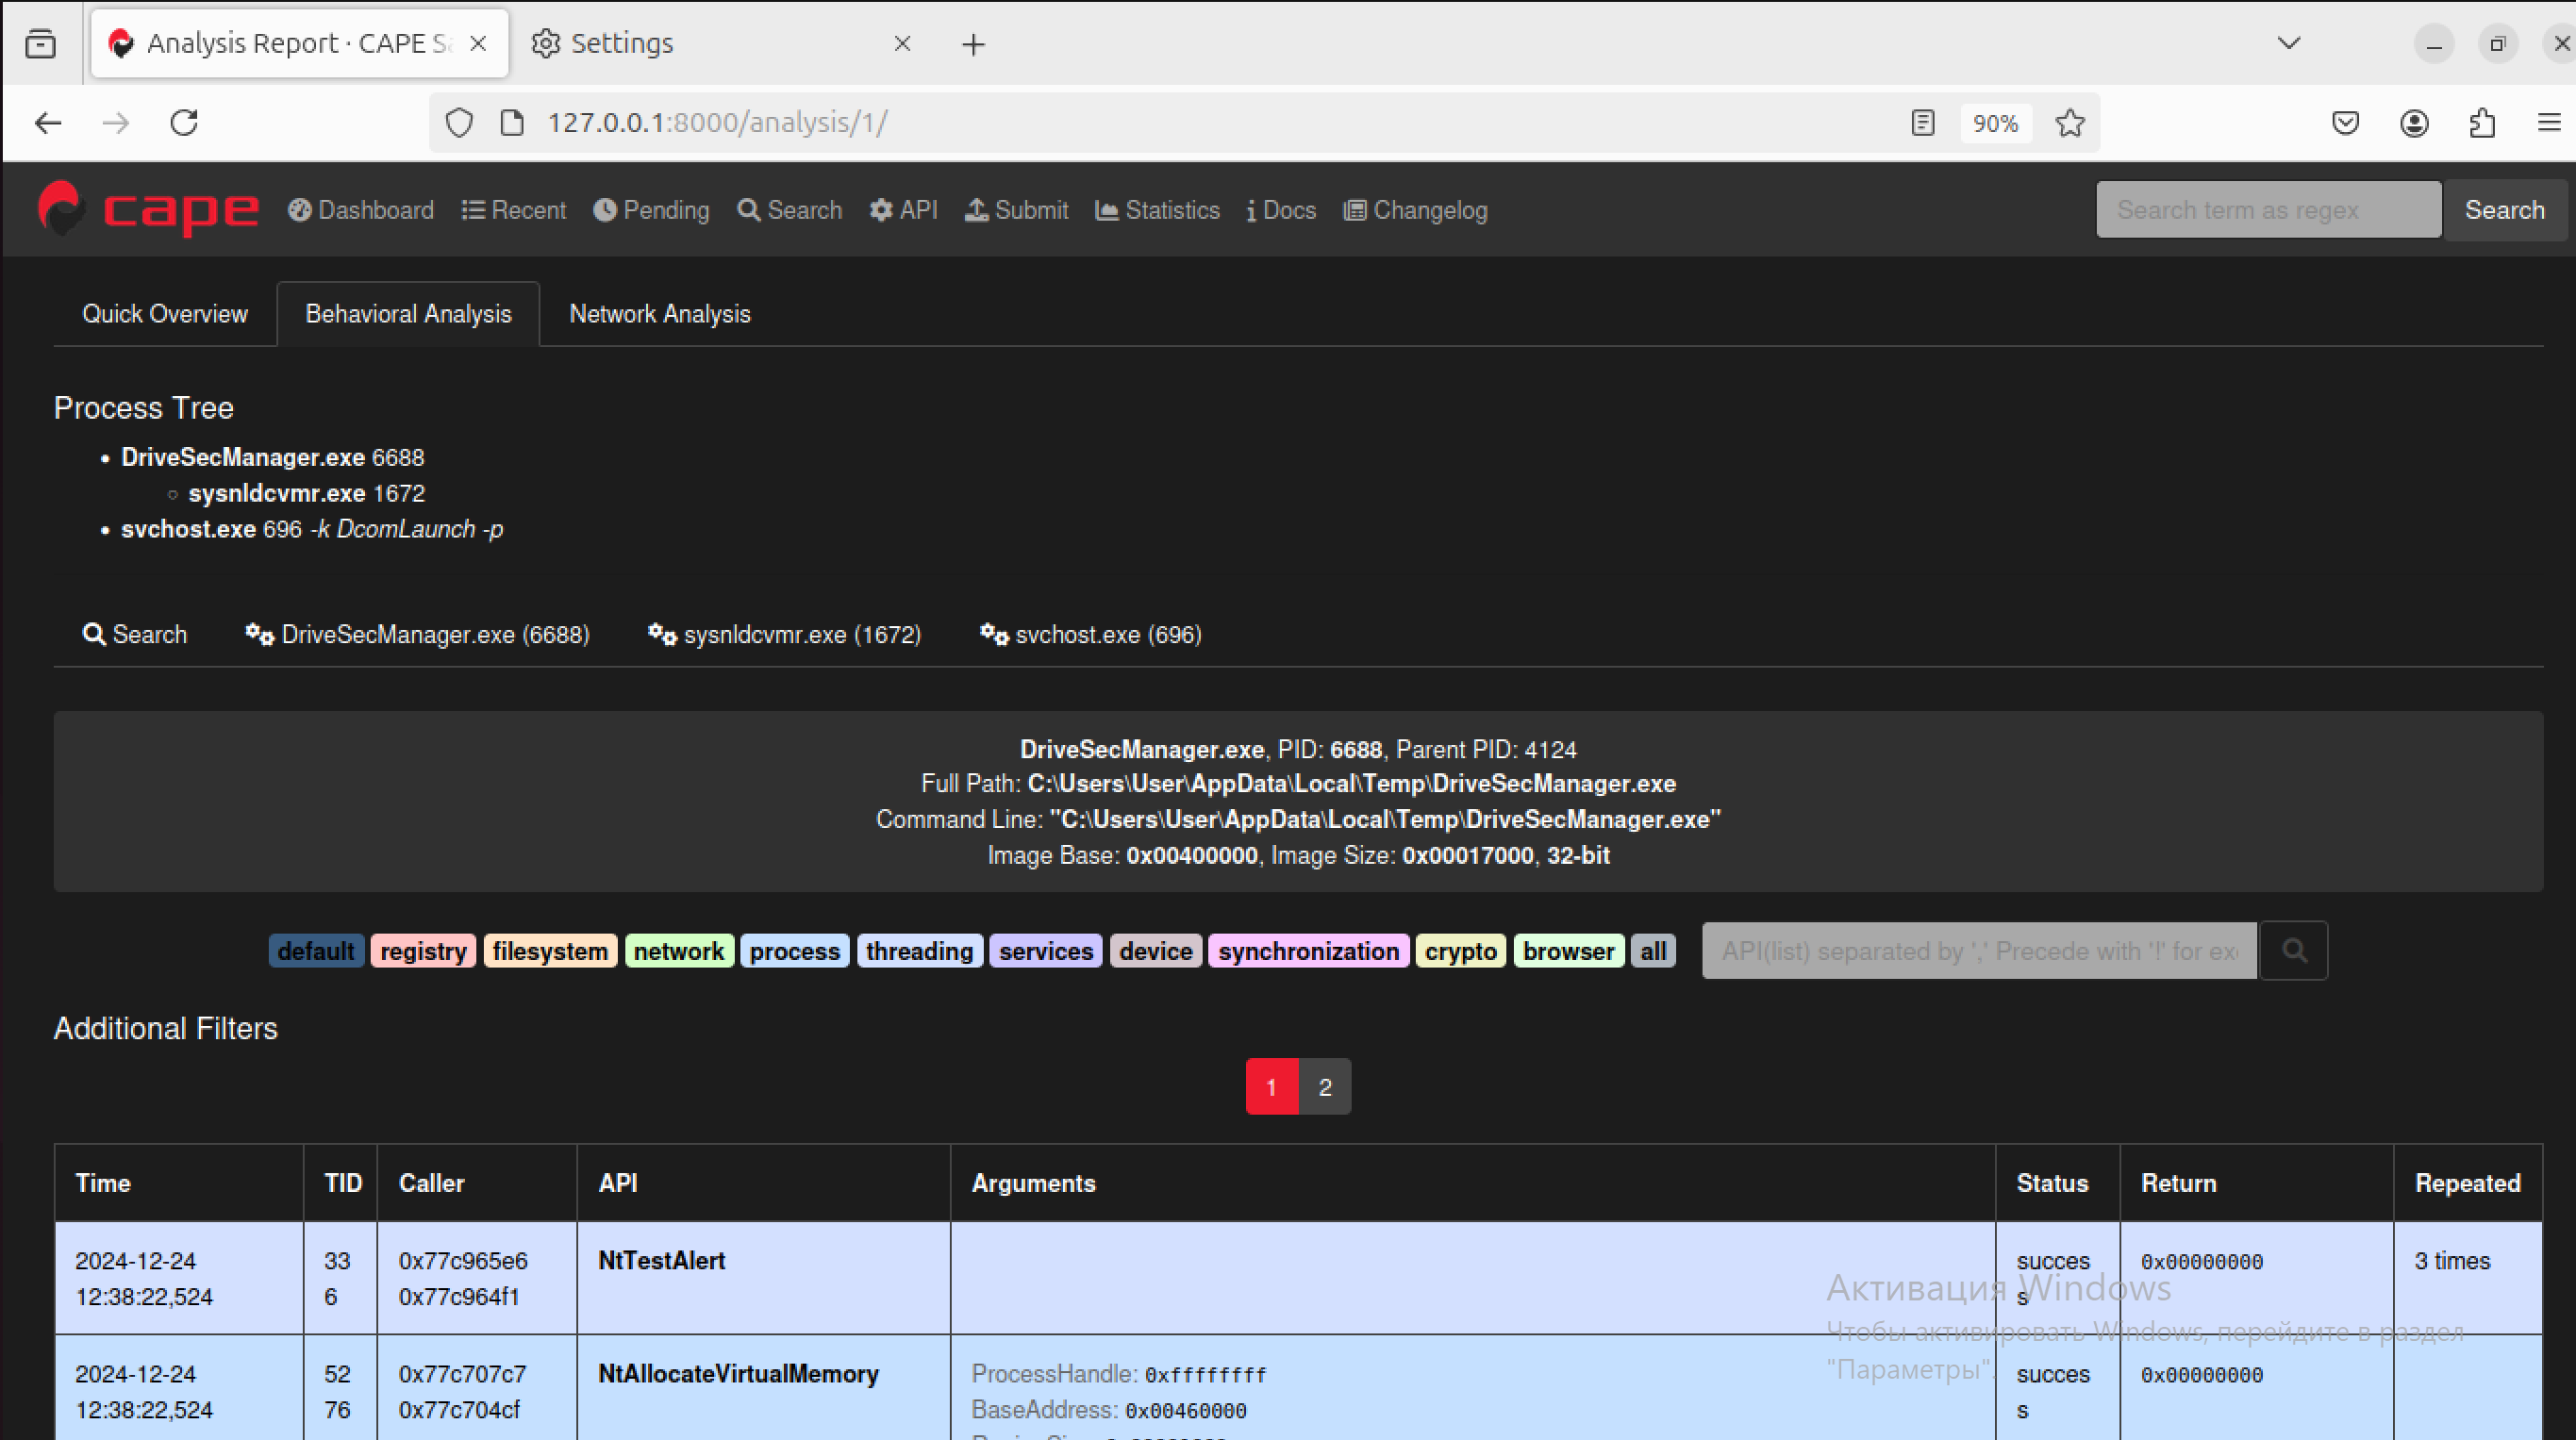 Analysis Report · CAPE Sa
Settings
127.0.0.1:8000/analysis/1/
90%
cape
Dashboard Recent Pending Search API Submit Statistics Docs Changelog
Search term as regex Search
Quick Overview Behavioral Analysis Network Analysis
Process Tree
DriveSecManager.exe 6688
sysnldcvmr.exe 1672
svchost.exe 696 -k DcomLaunch -p
Search DriveSecManager.exe (6688) sysnldcvmr.exe (1672) svchost.exe (696)
DriveSecManager.exe, PID: 6688, Parent PID: 4124
Full Path: C:\Users\User\AppData\Local\Temp\DriveSecManager.exe
Command Line: "C:\Users\User\AppData\Local\Temp\DriveSecManager.exe"
Image Base: 0x00400000, Image Size: 0x00017000, 32-bit
default registry filesystem network process threading services device synchronization crypto browser all API(list) separated by ',' Precede with '!' for ex
Additional Filters
1 2
Time TID Caller API Arguments Status Return Repeated
2024-12-24 33 0x77c965e6 NtTestAlert succes 0x00000000 3 times
12:38:22,524 6 0x77c964f1 s
Активация Windows
Чтобы активировать Windows, перейдите в раздел
"Параметры".
2024-12-24 52 0x77c707c7 NtAllocateVirtualMemory ProcessHandle: 0xffffffff succes 0x00000000
12:38:22,524 76 0x77c704cf BaseAddress: 0x00460000 s